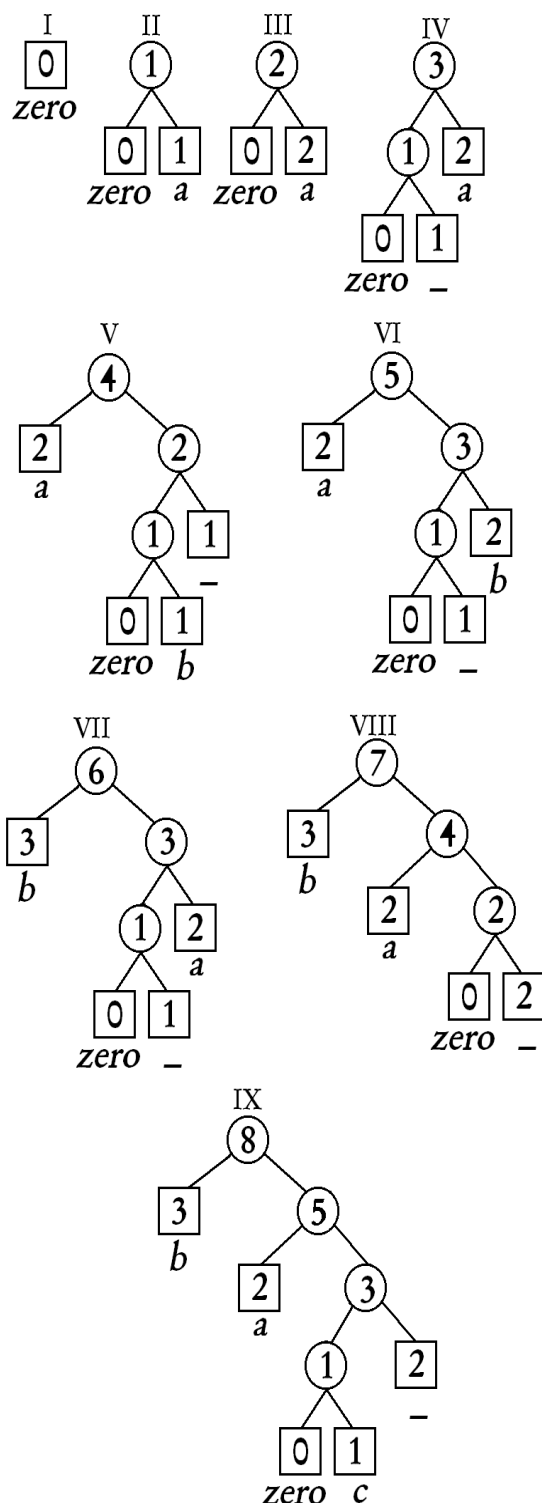 I II III IV
0 1 2 3
zero
0 1 0 2 1 2
zero a zero a a
0 1
zero _
V VI
4 5
2 2 2 3
a a
1 1 1 2
_ b
0 1 0 1
zero b zero _
VII VIII
6 7
3 3 3 4
b b
1 2 2 2
a a
0 1 0 2
zero _ zero _
IX
8
3 5
b
2 3
a
1 2
_
0 1
zero c